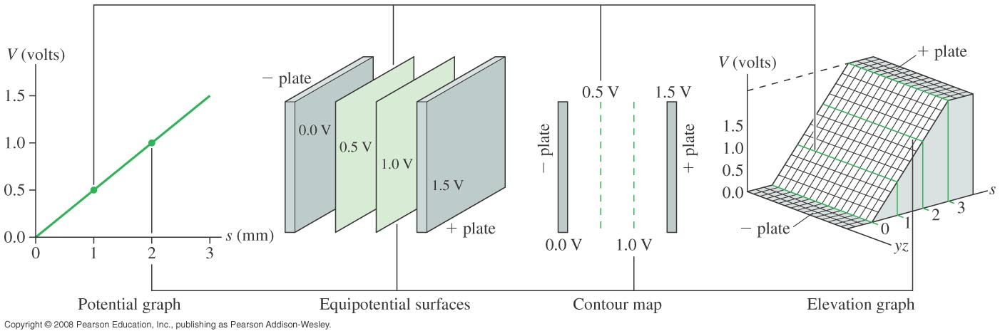 V (volts)
1.5
1.0
0.5
0.0
0
1
2
3
s (mm)
Potential graph
− plate
0.0 V
0.5 V
1.0 V
1.5 V
+ plate
Equipotential surfaces
0.5 V
1.5 V
− plate
+ plate
0.0 V
1.0 V
Contour map
V (volts)
+ plate
1.5
1.0
0.5
0.0
− plate
0
1
2
3
s
yz
Elevation graph
Copyright © 2008 Pearson Education, Inc., publishing as Pearson Addison-Wesley.